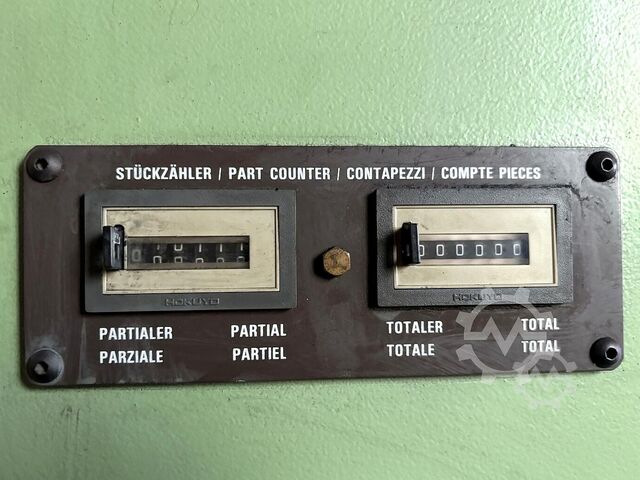 STÜCKZÄHLER / PART COUNTER / CONTAPEZZI / COMPTE PIECES
000000
HOKUYO
HOKUYO
PARTIALER PARTIAL
PARZIALE PARTIEL
TOTALER TOTAL
TOTALE TOTAL